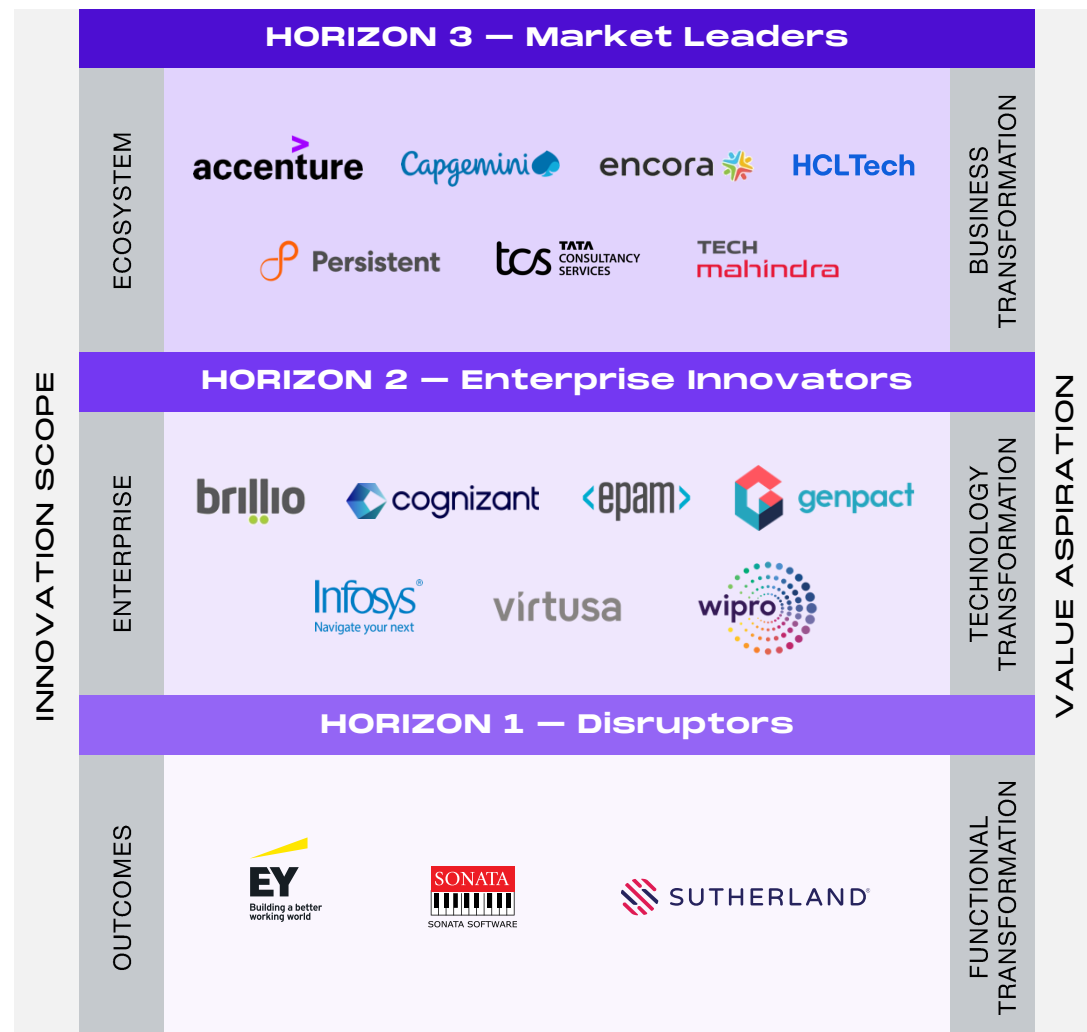 HORIZON 3 — Market Leaders
INNOVATION SCOPE
ECOSYSTEM
accenture
Capgemini
encora
HCLTech
Persistent
tcs
TATA
CONSULTANCY
SERVICES
TECH
mahindra
BUSINESS
TRANSFORMATION
VALUE ASPIRATION
HORIZON 2 — Enterprise Innovators
ENTERPRISE
brillio
cognizant
<epam>
genpact
Infosys®
Navigate your next
virtusa
wipro
TECHNOLOGY
TRANSFORMATION
HORIZON 1 — Disruptors
OUTCOMES
EY
Building a better
working world
SONATA
SONATA SOFTWARE
SUTHERLAND®
FUNCTIONAL
TRANSFORMATION